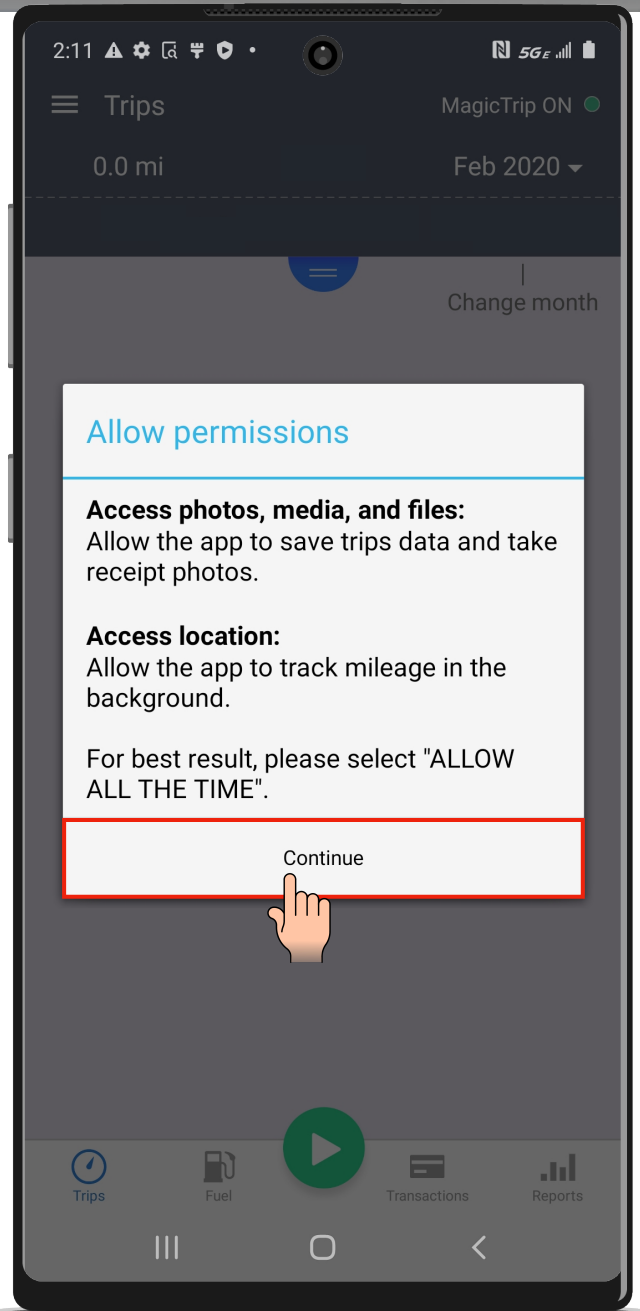 2:11 5GE
Trips MagicTrip ON
0.0 mi Feb 2020
Change month
Allow permissions
Access photos, media, and files:
Allow the app to save trips data and take
receipt photos.
Access location:
Allow the app to track mileage in the
background.
For best result, please select "ALLOW
ALL THE TIME".
Continue
Trips Fuel Transactions Reports